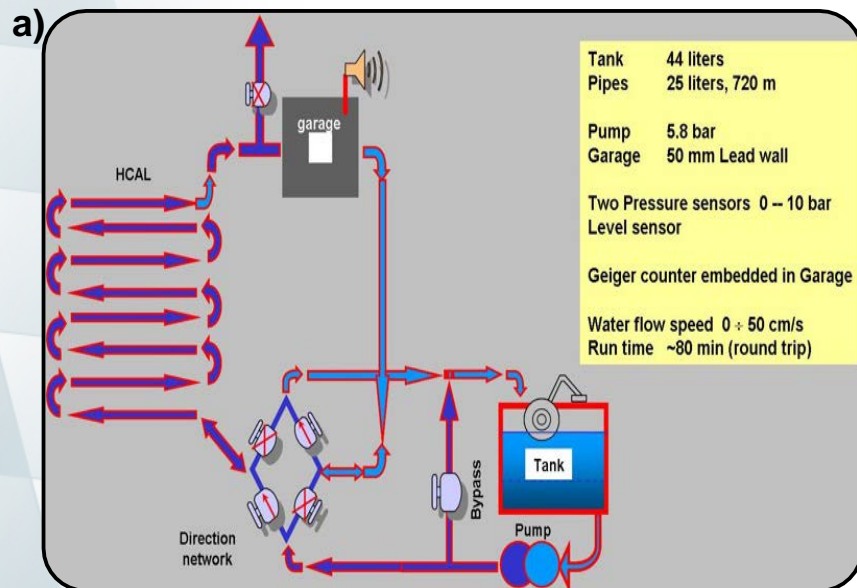 a)
garage
HCAL
Tank 44 liters
Pipes 25 liters, 720 m
Pump 5.8 bar
Garage 50 mm Lead wall
Two Pressure sensors 0 -- 10 bar
Level sensor
Geiger counter embedded in Garage
Water flow speed 0 ÷ 50 cm/s
Run time ~80 min (round trip)
Tank
Bypass
Pump
Direction
network